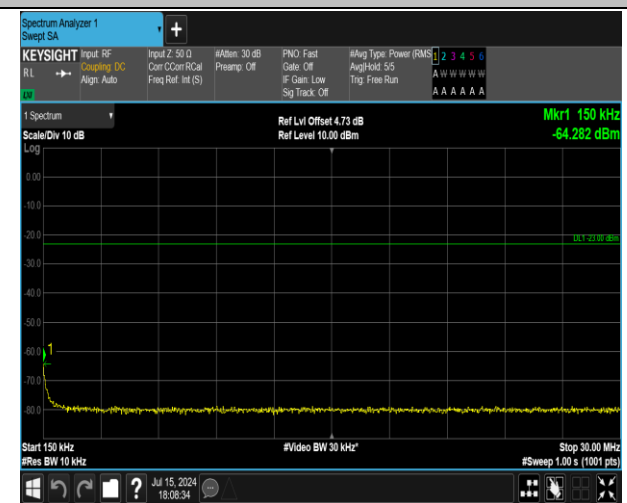 Spectrum Analyzer 1
Swept SA
+
KEYSIGHT Input: RF Input Z: 50 Ω #Atten: 30 dB PNO: Fast #Avg Type: Power (RMS 1 2 3 4 5 6
RL Coupling: DC Corr CCorr RCal Preamp: Off Gate: Off Avg|Hold: 5/5 A W W W W W
Align: Auto Freq Ref: Int (S) IF Gain: Low Trig: Free Run
Sig Track: Off A A A A A A
1 Spectrum Ref Lvl Offset 4.73 dB Mkr1 150 kHz
Scale/Div 10 dB Ref Level 10.00 dBm -64.282 dBm
Log
0.00
-10.0
-20.0
DL1 -23.00 dBm
-30.0
-40.0
-50.0
-60.0 1
-70.0
-80.0
Start 150 kHz #Video BW 30 kHz* Stop 30.00 MHz
#Res BW 10 kHz #Sweep 1.00 s (1001 pts)
? Jul 15, 2024
18:08:34